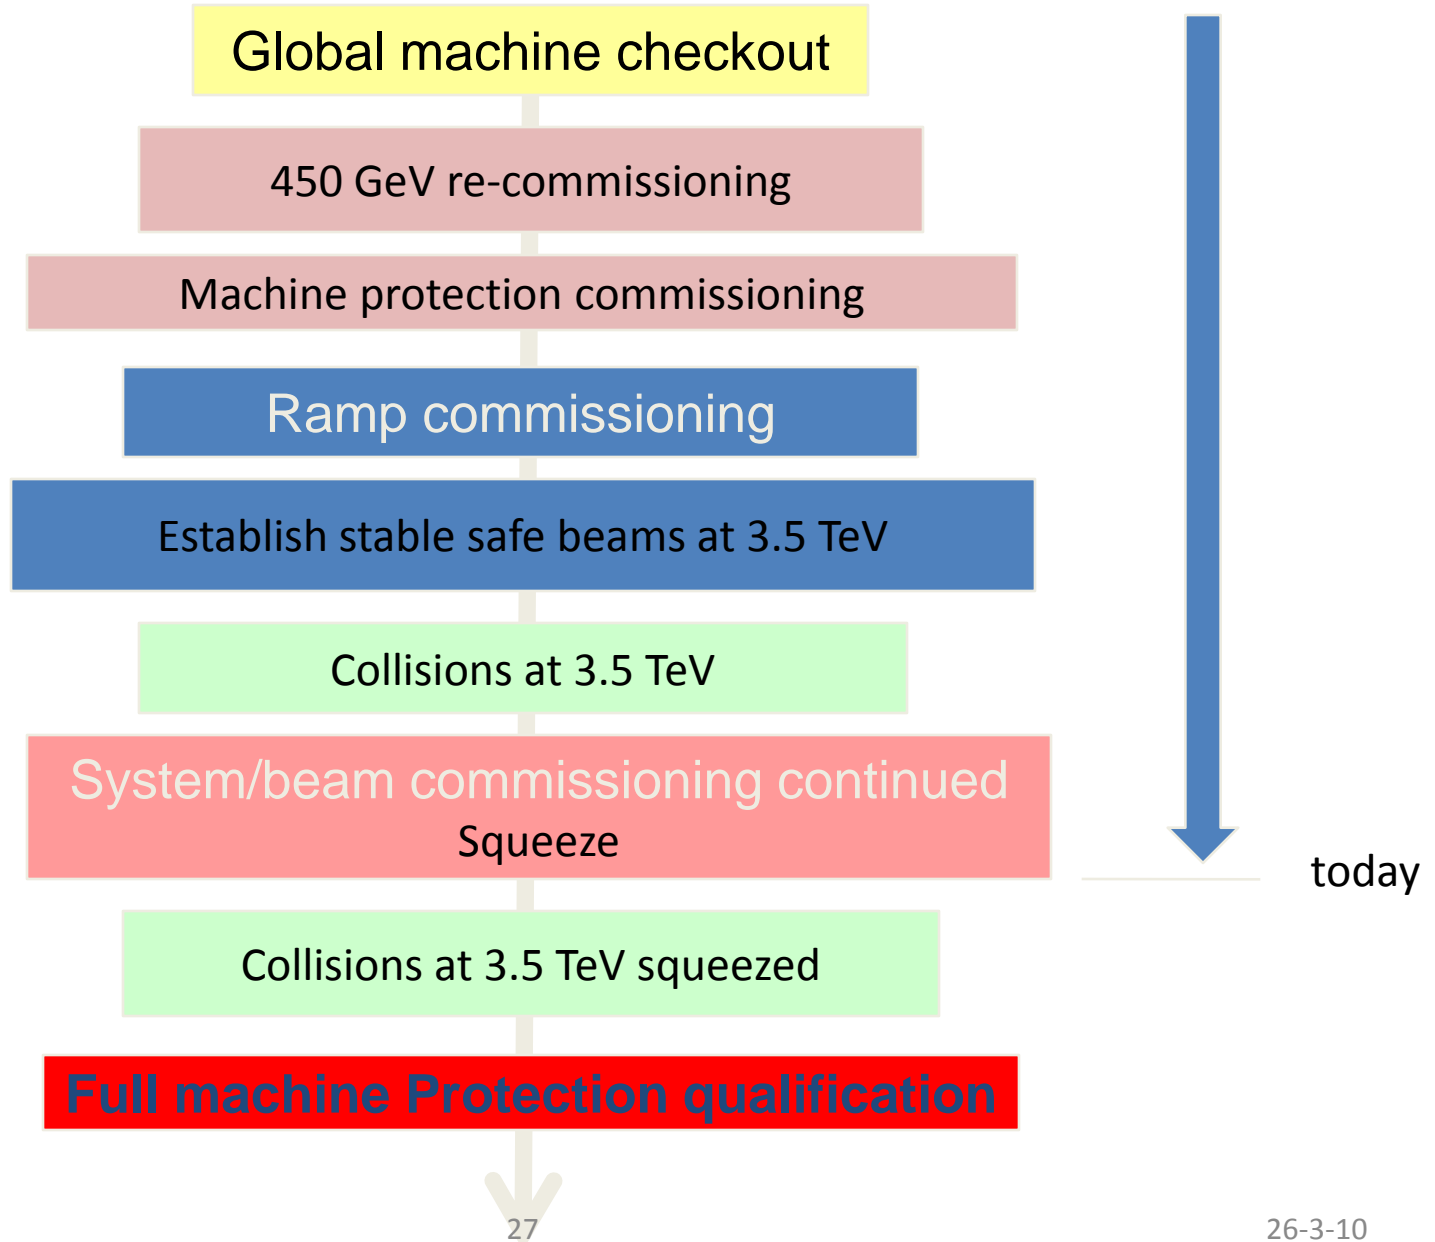 Global machine checkout
450 GeV re-commissioning
Machine protection commissioning
Ramp commissioning
Establish stable safe beams at 3.5 TeV
Collisions at 3.5 TeV
System/beam commissioning continued
Squeeze
today
Collisions at 3.5 TeV squeezed
Full machine Protection qualification
27
26-3-10